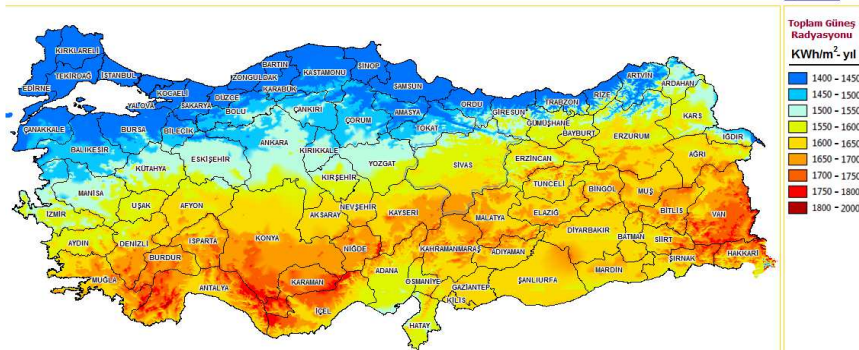 Toplam Güneş
Radyasyonu
KWh/m²- yıl
1400 - 1450
1450 - 1500
1500 - 1550
1550 - 1600
1600 - 1650
1650 - 1700
1700 - 1750
1750 - 1800
1800 - 2000
KIRKLARELİ
EDİRNE
TEKİRDAĞ
İSTANBUL
KOCAELİ
YALOVA
SAKARYA
DÜZCE
BOLU
ZONGULDAK
BARTIN
KARABÜK
KASTAMONU
SİNOP
SAMSUN
ÇANKIRI
ÇORUM
AMASYA
TOKAT
ORDU
GİRESUN
TRABZON
RİZE
ARTVİN
ARDAHAN
KARS
IĞDIR
GÜMÜŞHANE
BAYBURT
ERZURUM
AĞRI
ÇANAKKALE
BALIKESİR
BURSA
BİLECİK
KÜTAHYA
ESKİŞEHİR
ANKARA
KIRIKKALE
KIRŞEHİR
YOZGAT
SİVAS
ERZİNCAN
TUNCELİ
BİNGÖL
MUŞ
BİTLİS
VAN
MANİSA
İZMİR
UŞAK
AFYON
AKSARAY
NEVŞEHİR
KAYSERİ
MALATYA
ELAZIĞ
DİYARBAKIR
BATMAN
SİİRT
HAKKARİ
ŞIRNAK
MARDİN
AYDIN
DENİZLİ
BURDUR
ISPARTA
KONYA
NİĞDE
KAHRAMANMARAŞ
ADIYAMAN
ŞANLIURFA
MUĞLA
ANTALYA
KARAMAN
İÇEL
ADANA
OSMANİYE
GAZİANTEP
KİLİS
HATAY